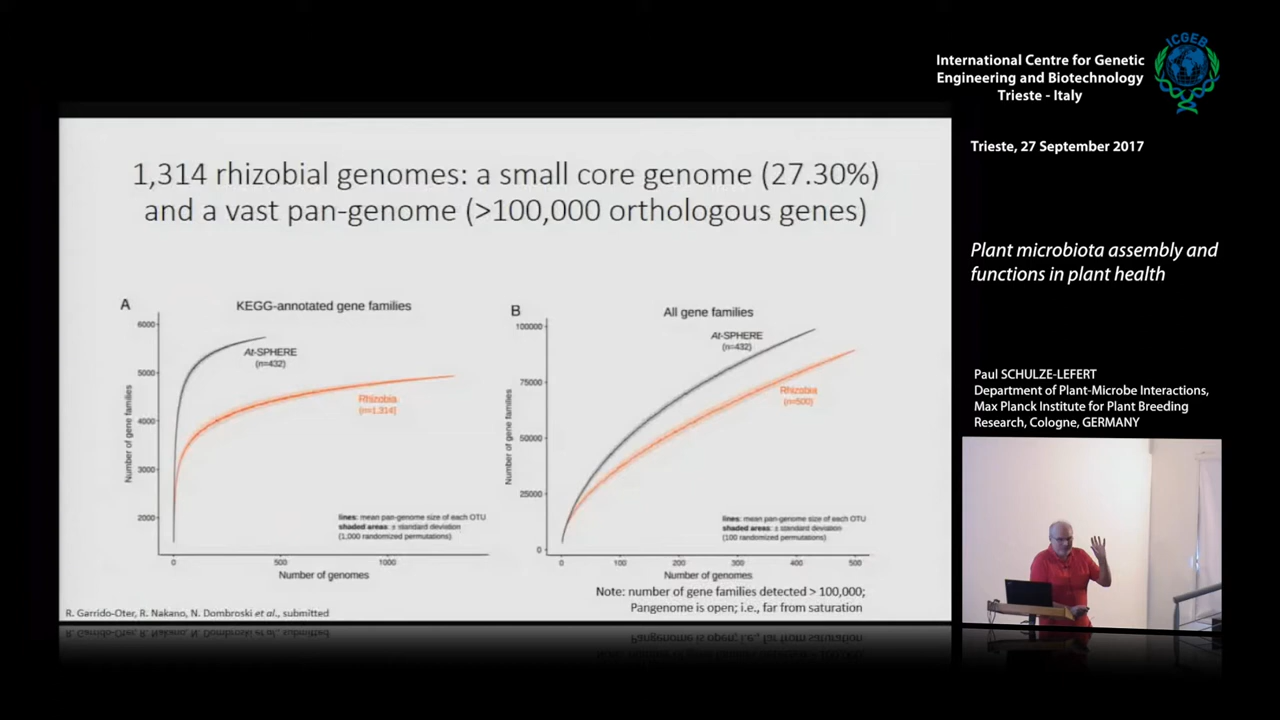 ICGEB
International Centre for Genetic
Engineering and Biotechnology
Trieste - Italy
Trieste, 27 September 2017
Plant microbiota assembly and
functions in plant health
Paul SCHULZE-LEFERT
Department of Plant-Microbe Interactions,
Max Planck Institute for Plant Breeding
Research, Cologne, GERMANY
1,314 rhizobial genomes: a small core genome (27.30%)
and a vast pan-genome (>100,000 orthologous genes)
A
KEGG-annotated gene families
Number of gene families
6000
5000
4000
3000
2000
At-SPHERE
(n=432)
Rhizobia
(n=1,314)
lines: mean pan-genome size of each OTU
shaded areas: ± standard deviation
(1,000 randomized permutations)
0
500
1000
Number of genomes
B
All gene families
Number of gene families
100000
75000
50000
25000
0
At-SPHERE
(n=432)
Rhizobia
(n=500)
lines: mean pan-genome size of each OTU
shaded areas: ± standard deviation
(100 randomized permutations)
0
100
200
300
400
500
Number of genomes
Note: number of gene families detected > 100,000;
Pangenome is open; i.e., far from saturation
R. Garrido-Oter, R. Nakano, N. Dombroski et al., submitted